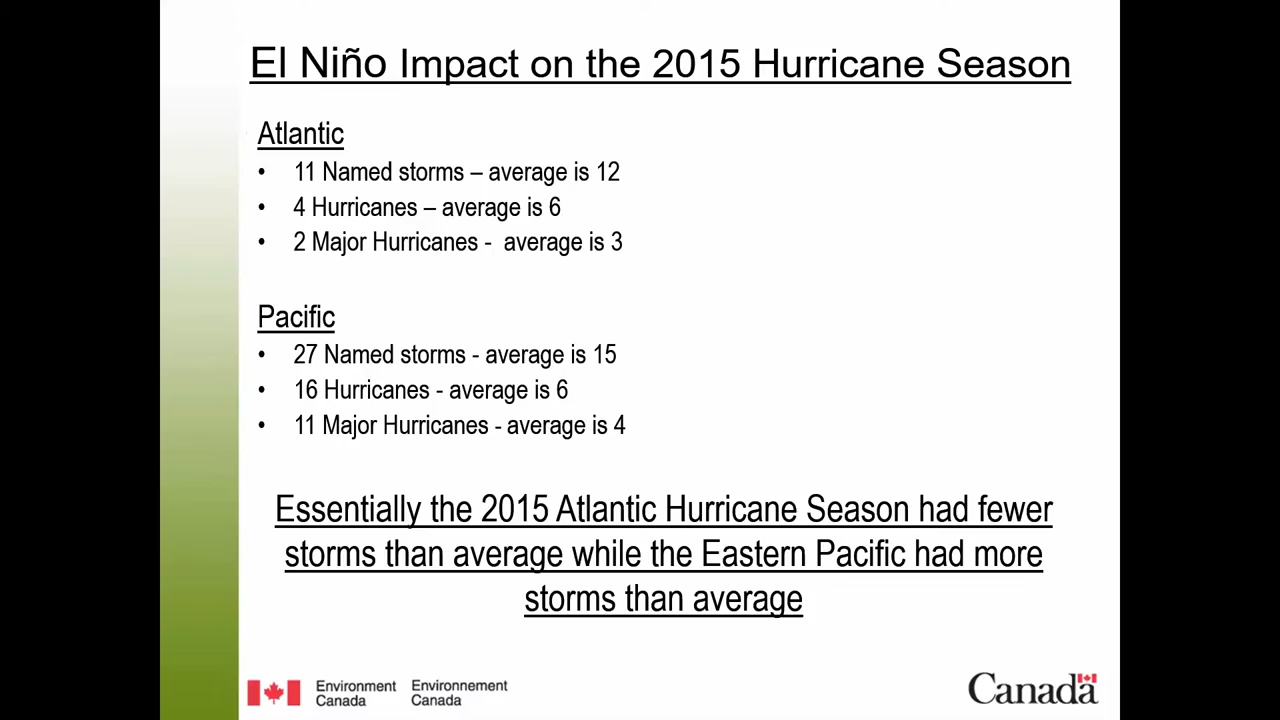 El Niño Impact on the 2015 Hurricane Season
Atlantic
• 11 Named storms – average is 12
• 4 Hurricanes – average is 6
• 2 Major Hurricanes - average is 3
Pacific
• 27 Named storms - average is 15
• 16 Hurricanes - average is 6
• 11 Major Hurricanes - average is 4
Essentially the 2015 Atlantic Hurricane Season had fewer
storms than average while the Eastern Pacific had more
storms than average
Environment Environnement
Canada Canada
Canada